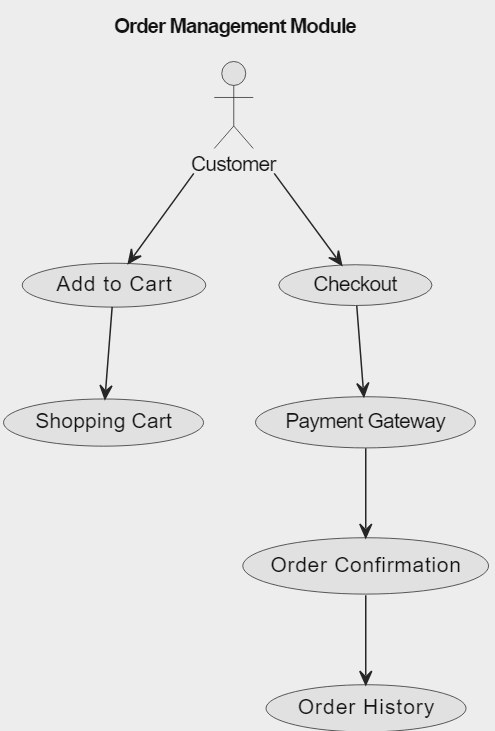 Order Management Module
Customer
Add to Cart
Checkout
Shopping Cart
Payment Gateway
Order Confirmation
Order History